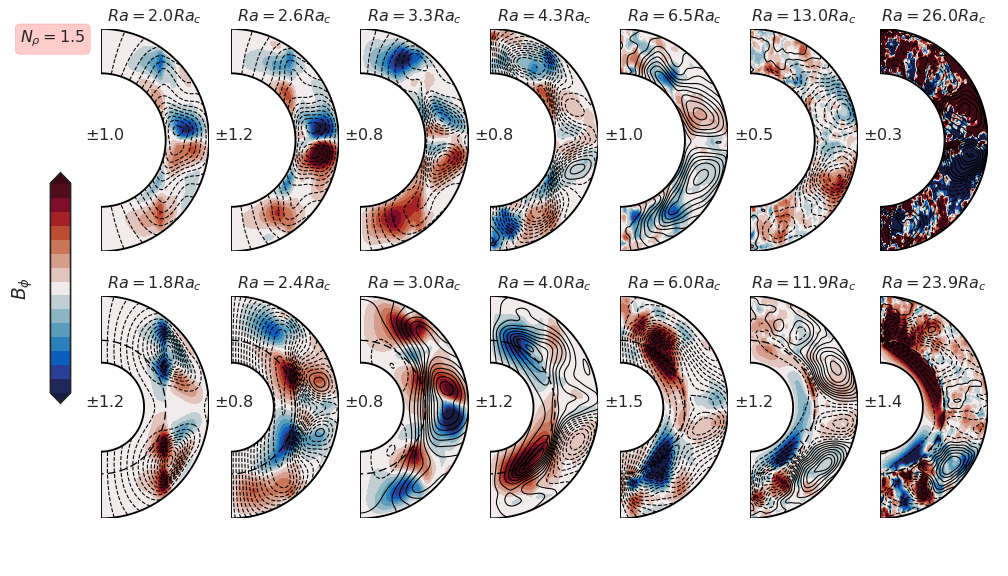 N_ρ = 1.5
Ra = 2.0Ra_c
Ra = 2.6Ra_c
Ra = 3.3Ra_c
Ra = 4.3Ra_c
Ra = 6.5Ra_c
Ra = 13.0Ra_c
Ra = 26.0Ra_c
±1.0
±1.2
±0.8
±0.8
±1.0
±0.5
±0.3
B_ϕ
Ra = 1.8Ra_c
Ra = 2.4Ra_c
Ra = 3.0Ra_c
Ra = 4.0Ra_c
Ra = 6.0Ra_c
Ra = 11.9Ra_c
Ra = 23.9Ra_c
±1.2
±0.8
±0.8
±1.2
±1.5
±1.2
±1.4